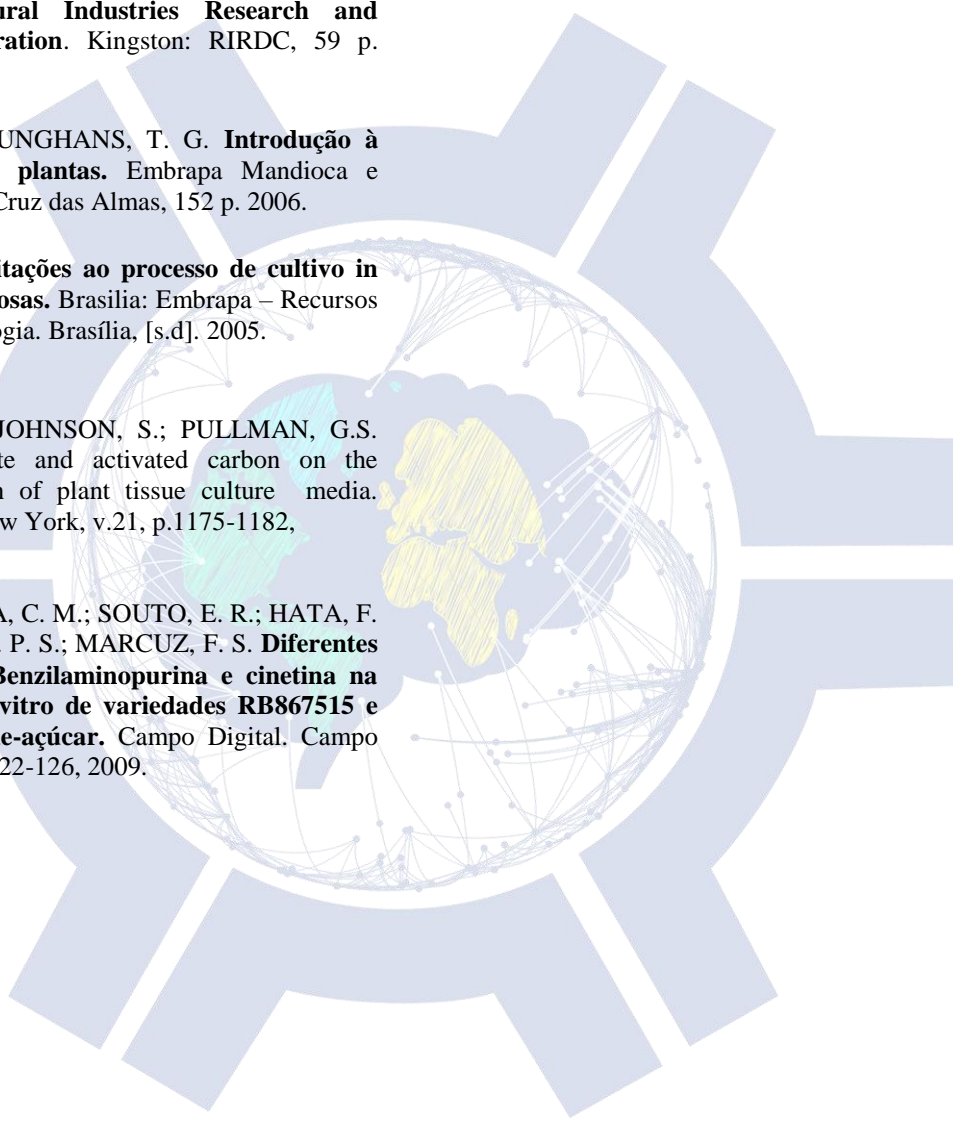 ural Industries Research and
ration. Kingston: RIRDC, 59 p.
UNGHANS, T. G. Introdução à
plantas. Embrapa Mandioca e
Cruz das Almas, 152 p. 2006.
itações ao processo de cultivo in
osas. Brasilia: Embrapa – Recursos
ogia. Brasília, [s.d]. 2005.
JOHNSON, S.; PULLMAN, G.S.
te and activated carbon on the
n of plant tissue culture media.
ew York, v.21, p.1175-1182,
A, C. M.; SOUTO, E. R.; HATA, F.
. P. S.; MARCUZ, F. S. Diferentes
Benzilaminopurina e cinetina na
vitro de variedades RB867515 e
e-açúcar. Campo Digital. Campo
22-126, 2009.